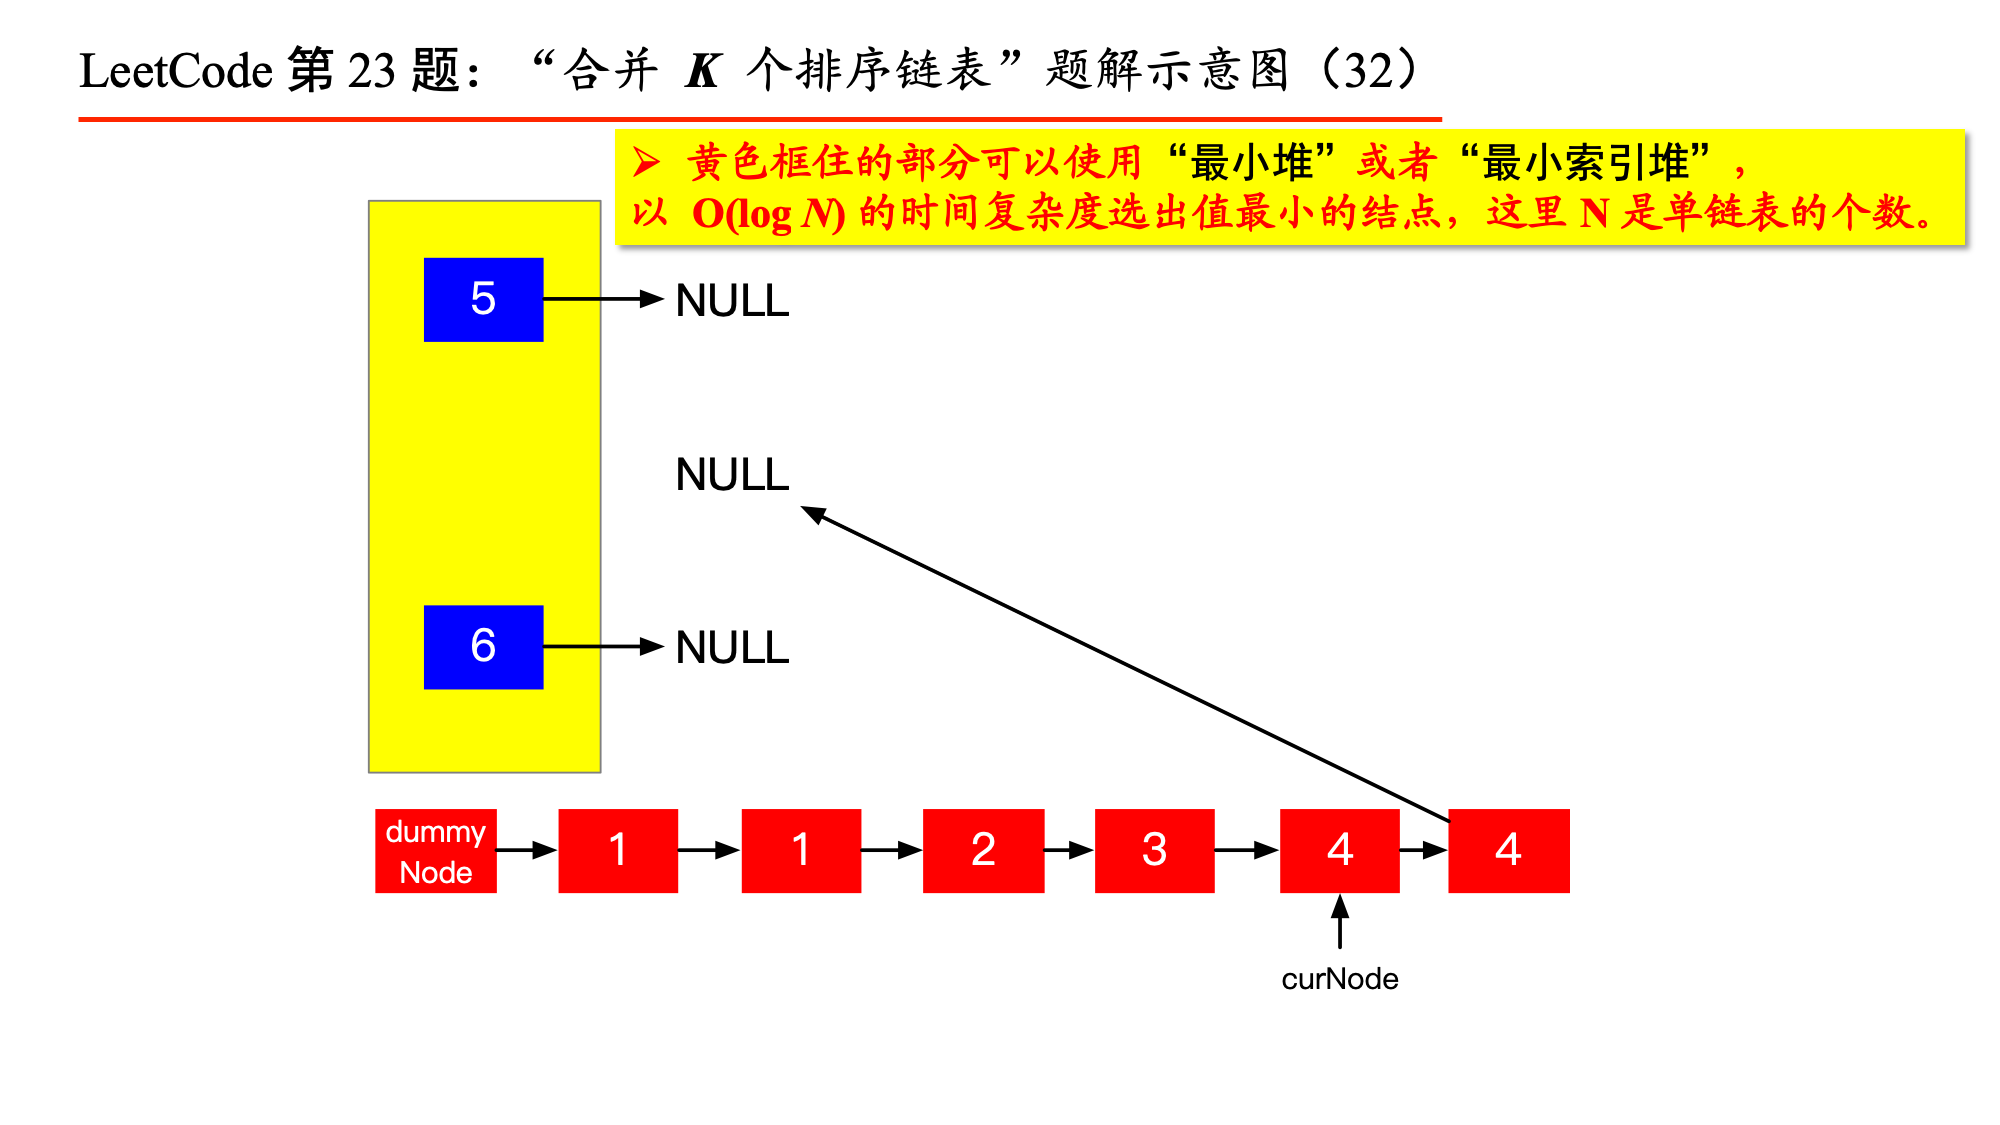 LeetCode 第 23 题：“合并 K 个排序链表”题解示意图（32）
➢ 黄色框住的部分可以使用“最小堆”或者“最小索引堆”，
以 O(log N) 的时间复杂度选出值最小的结点，这里 N 是单链表的个数。
5 NULL
NULL
6 NULL
dummy
Node
1 1 2 3 4 4
curNode